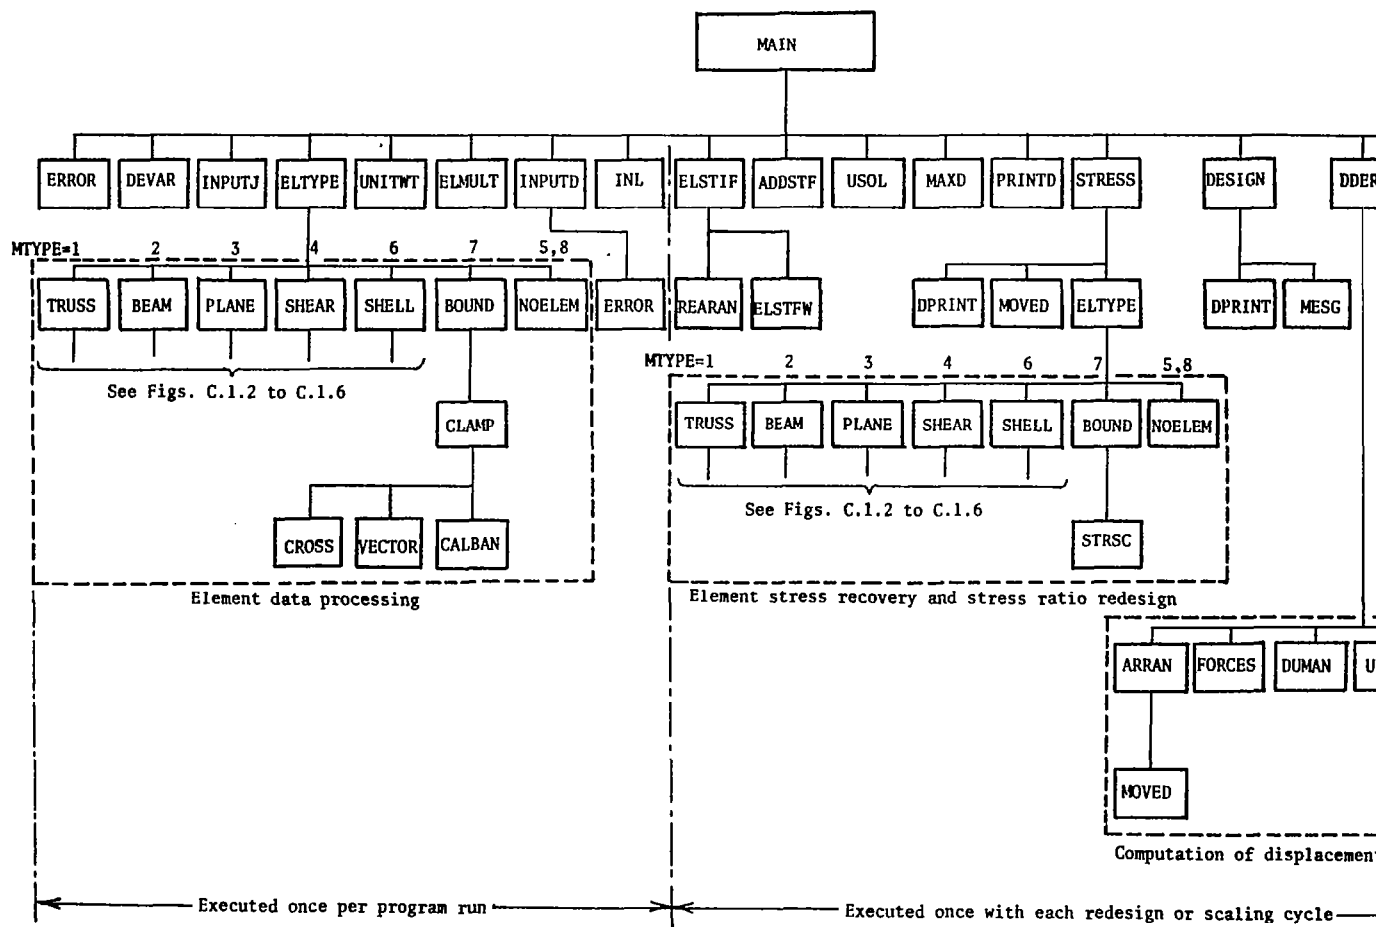 MAIN
ERROR DEVAR INPUTJ ELTYPE UNITWT ELMULT INPUTD INL ELSTIF ADDSTF USOL MAXD PRINTD STRESS DESIGN DDER
MTYPE=1 2 3 4 6 7 5,8
TRUSS BEAM PLANE SHEAR SHELL BOUND NOELEM ERROR REARAN ELSTFW DPRINT MOVED ELTYPE DPRINT MESG
See Figs. C.1.2 to C.1.6
MTYPE=1 2 3 4 6 7 5,8
CLAMP
TRUSS BEAM PLANE SHEAR SHELL BOUND NOELEM
See Figs. C.1.2 to C.1.6
CROSS VECTOR CALBAN
STRSC
Element data processing
Element stress recovery and stress ratio redesign
ARRAN FORCES DUMAN U
MOVED
Computation of displacement
Executed once per program run
Executed once with each redesign or scaling cycle